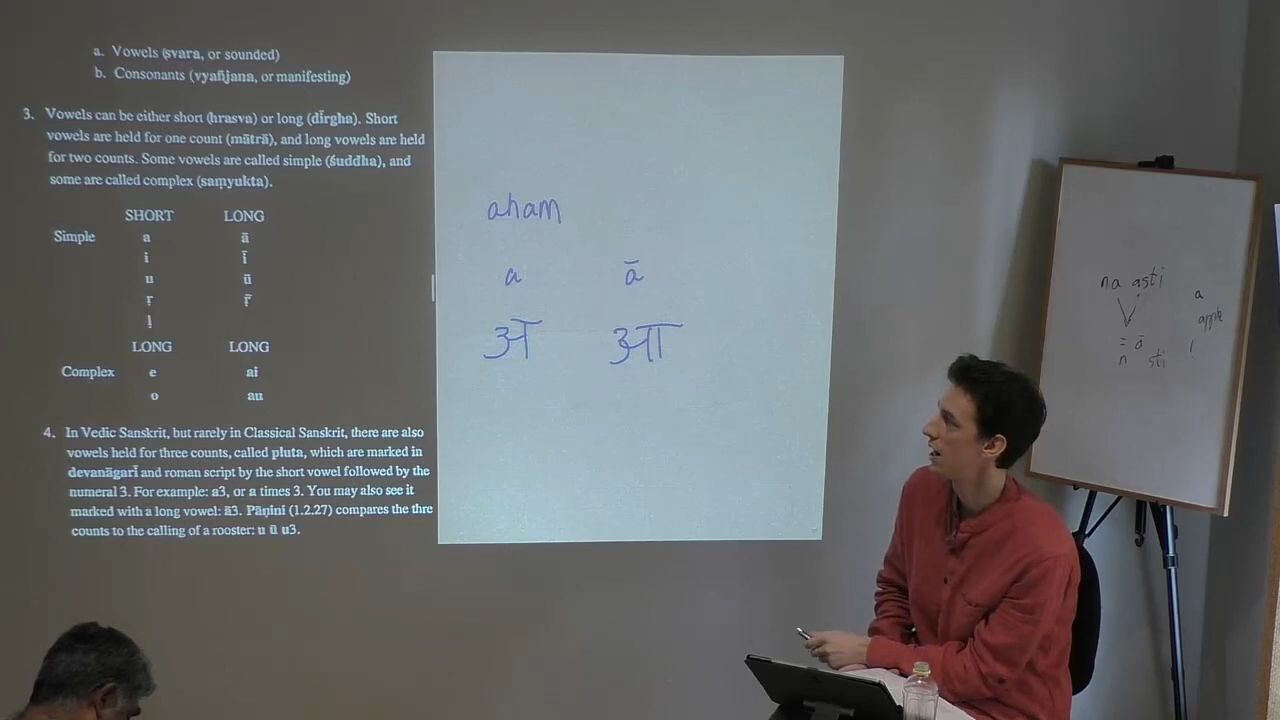 a. Vowels (svara, or sounded)
b. Consonants (vyañjana, or manifesting)
3. Vowels can be either short (hrasva) or long (dīrgha). Short
vowels are held for one count (mātrā), and long vowels are held
for two counts. Some vowels are called simple (śuddha), and
some are called complex (saṃyukta).
SHORT LONG
Simple a ā
i ī
u ū
ṛ ṝ
ḷ
LONG LONG
Complex e ai
o au
4. In Vedic Sanskrit, but rarely in Classical Sanskrit, there are also
vowels held for three counts, called pluta, which are marked in
devanāgarī and roman script by the short vowel followed by the
numeral 3. For example: a3, or a times 3. You may also see it
marked with a long vowel: ā3. Pāṇini (1.2.27) compares the thre
counts to the calling of a rooster: u ū u3.
aham
a ā
अ आ
na asti
= ā
n sti
a
apple